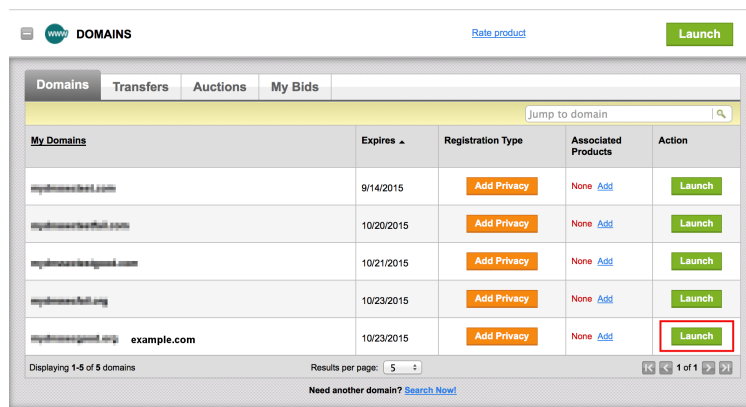 www DOMAINS Rate product Launch
Domains Transfers Auctions My Bids
Jump to domain
My Domains Expires Registration Type Associated Products Action
9/14/2015 Add Privacy None Add Launch
10/20/2015 Add Privacy None Add Launch
10/21/2015 Add Privacy None Add Launch
10/23/2015 Add Privacy None Add Launch
example.com 10/23/2015 Add Privacy None Add Launch
Displaying 1-5 of 5 domains Results per page: 5 1 of 1
Need another domain? Search Now!